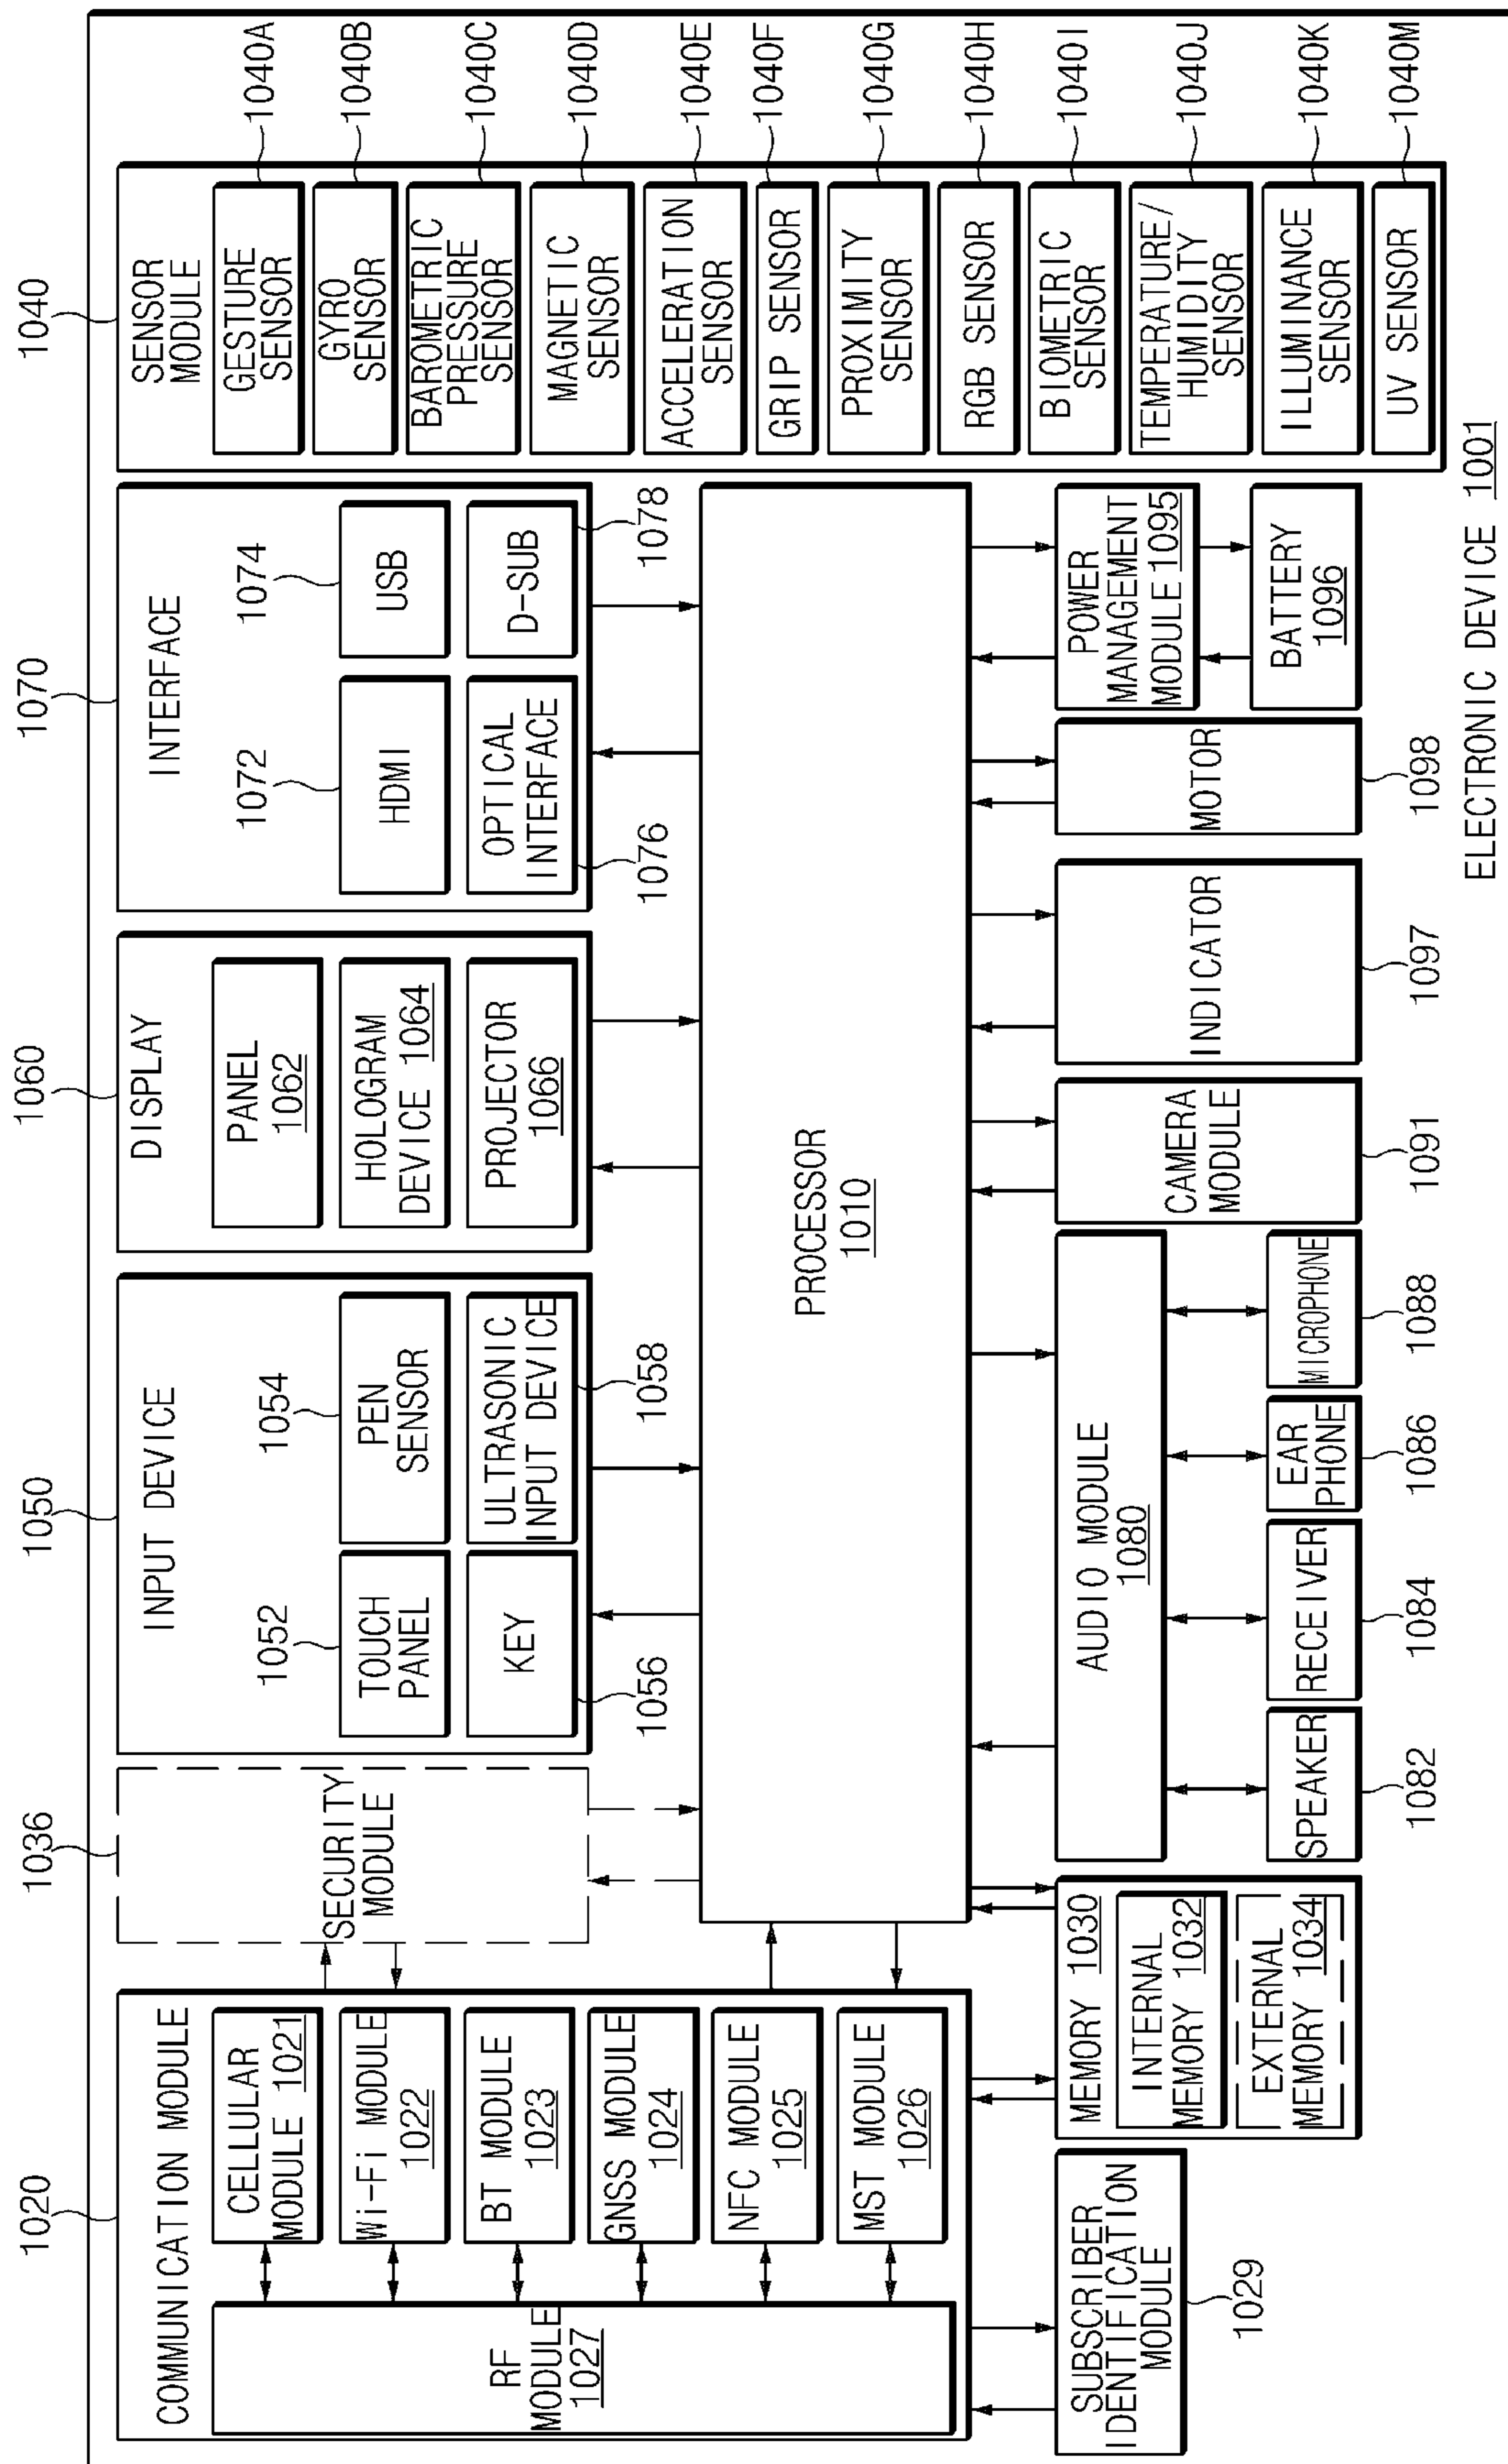 1020
COMMUNICATION MODULE
CELLULAR
MODULE 1021
Wi-Fi MODULE
1022
BT MODULE
1023
GNSS MODULE
1024
NFC MODULE
1025
MST MODULE
1026
RF
MODULE
1027
SUBSCRIBER
IDENTIFICATION
MODULE
1029
1036
SECURITY
MODULE
MEMORY 1030
INTERNAL
MEMORY 1032
EXTERNAL
MEMORY 1034
1050
INPUT DEVICE
1052
TOUCH
PANEL
1054
PEN
SENSOR
KEY
1056
ULTRASONIC
INPUT DEVICE
1058
1060
DISPLAY
PANEL
1062
HOLOGRAM
DEVICE 1064
PROJECTOR
1066
1070
INTERFACE
1072
HDMI
1074
USB
OPTICAL
INTERFACE
1076
D-SUB
1078
PROCESSOR
1010
AUDIO MODULE
1080
SPEAKER
1082
RECEIVER
1084
EAR
PHONE
1086
MICROPHONE
1088
CAMERA
MODULE
1091
INDICATOR
1097
MOTOR
1098
POWER
MANAGEMENT
MODULE 1095
BATTERY
1096
1040
SENSOR
MODULE
GESTURE
SENSOR
1040A
GYRO
SENSOR
1040B
BAROMETRIC
PRESSURE
SENSOR
1040C
MAGNETIC
SENSOR
1040D
ACCELERATION
SENSOR
1040E
GRIP SENSOR
1040F
PROXIMITY
SENSOR
1040G
RGB SENSOR
1040H
BIOMETRIC
SENSOR
1040I
TEMPERATURE/
HUMIDITY
SENSOR
1040J
ILLUMINANCE
SENSOR
1040K
UV SENSOR
1040M
ELECTRONIC DEVICE 1001